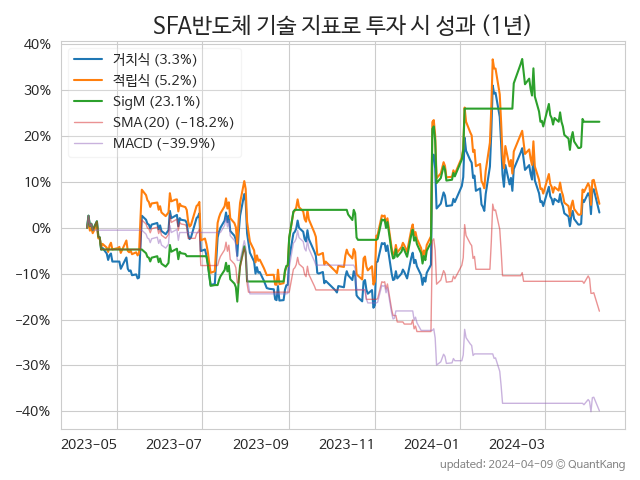 SFA반도체 기술 지표로 투자 시 성과 (1년)
40%
30%
20%
10%
0%
−10%
−20%
−30%
−40%
거치식 (3.3%)
적립식 (5.2%)
SigM (23.1%)
SMA(20) (−18.2%)
MACD (−39.9%)
2023-05 2023-07 2023-09 2023-11 2024-01 2024-03
updated: 2024-04-09 ⓒ QuantKang